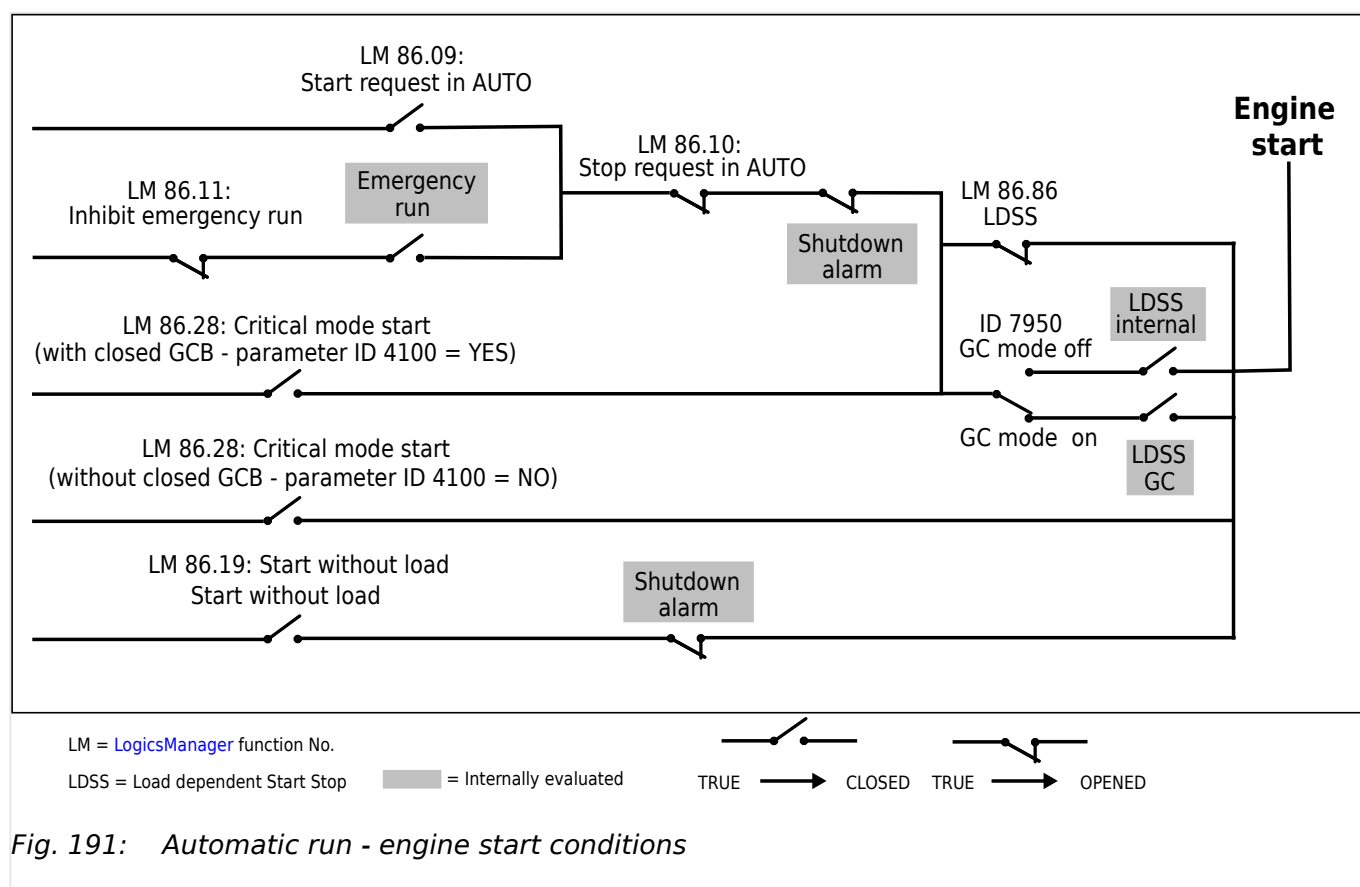 LM 86.09:
Start request in AUTO
Engine
start
LM 86.10:
Stop request in AUTO
LM 86.11:
Inhibit emergency run
Emergency
run
LM 86.86
LDSS
Shutdown
alarm
LDSS
internal
ID 7950
GC mode off
LM 86.28: Critical mode start
(with closed GCB - parameter ID 4100 = YES)
GC mode  on
LDSS
GC
LM 86.28: Critical mode start
(without closed GCB - parameter ID 4100 = NO)
LM 86.19: Start without load
Start without load
Shutdown
alarm
LM = LogicsManager function No.
LDSS = Load dependent Start Stop
= Internally evaluated
TRUE CLOSED
TRUE OPENED
Fig. 191: Automatic run - engine start conditions